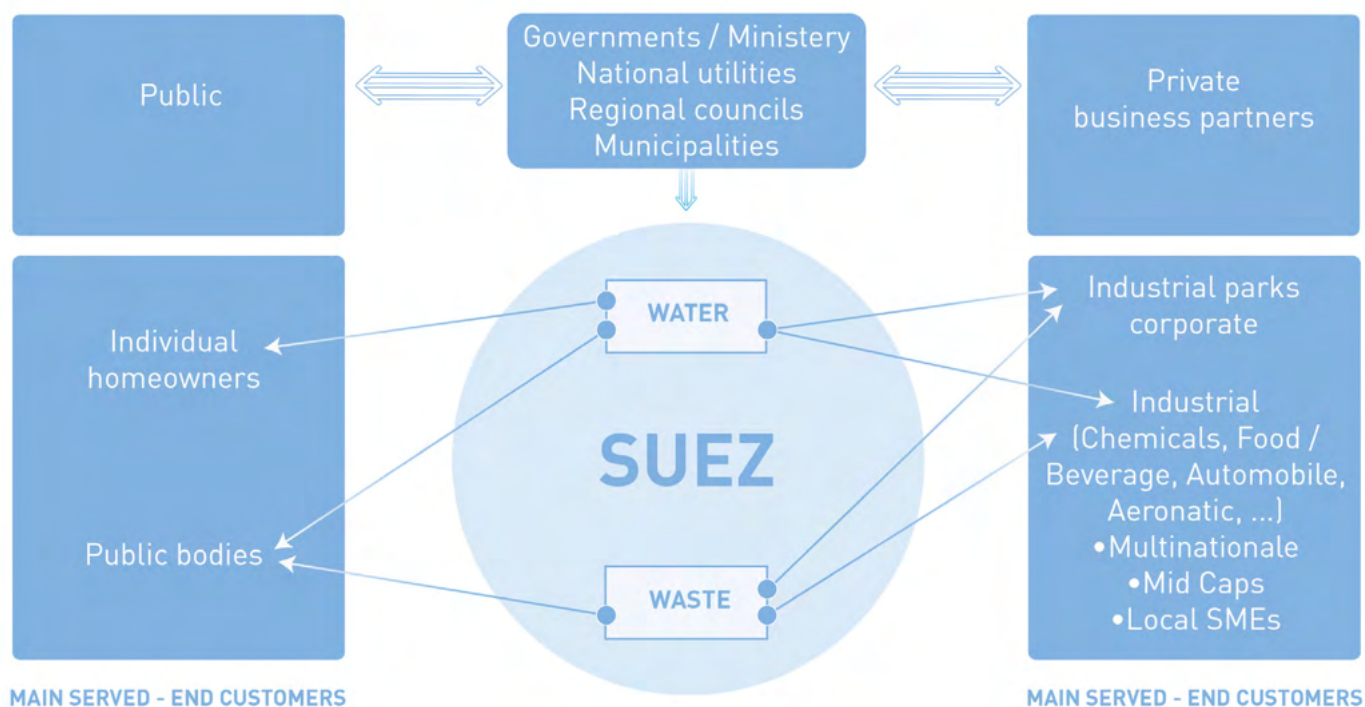 Public
Governments / Ministery
National utilities
Regional councils
Municipalities
Private
business partners
Individual
homeowners
Public bodies
WATER
SUEZ
WASTE
Industrial parks
corporate
Industrial
(Chemicals, Food /
Beverage, Automobile,
Aeronatic, ...)
•Multinationale
•Mid Caps
•Local SMEs
MAIN SERVED - END CUSTOMERS
MAIN SERVED - END CUSTOMERS